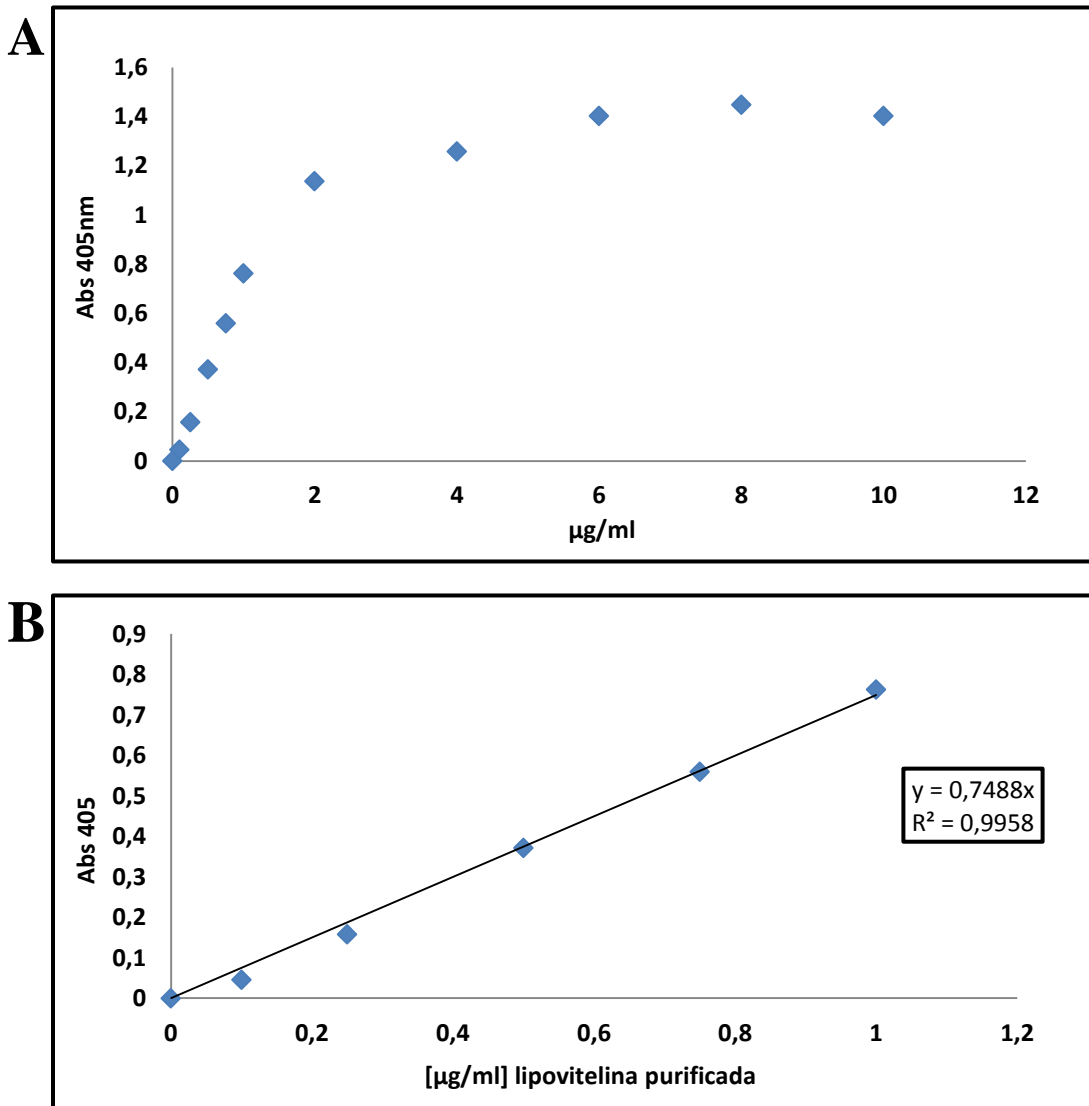 A
1,6
1,4
1,2
1
0,8
0,6
0,4
0,2
0
Abs 405nm
0 2 4 6 8 10 12
µg/ml
B
0,9
0,8
0,7
0,6
0,5
0,4
0,3
0,2
0,1
0
Abs 405
y = 0,7488x
R² = 0,9958
0 0,2 0,4 0,6 0,8 1 1,2
[µg/ml] lipovitelina purificada